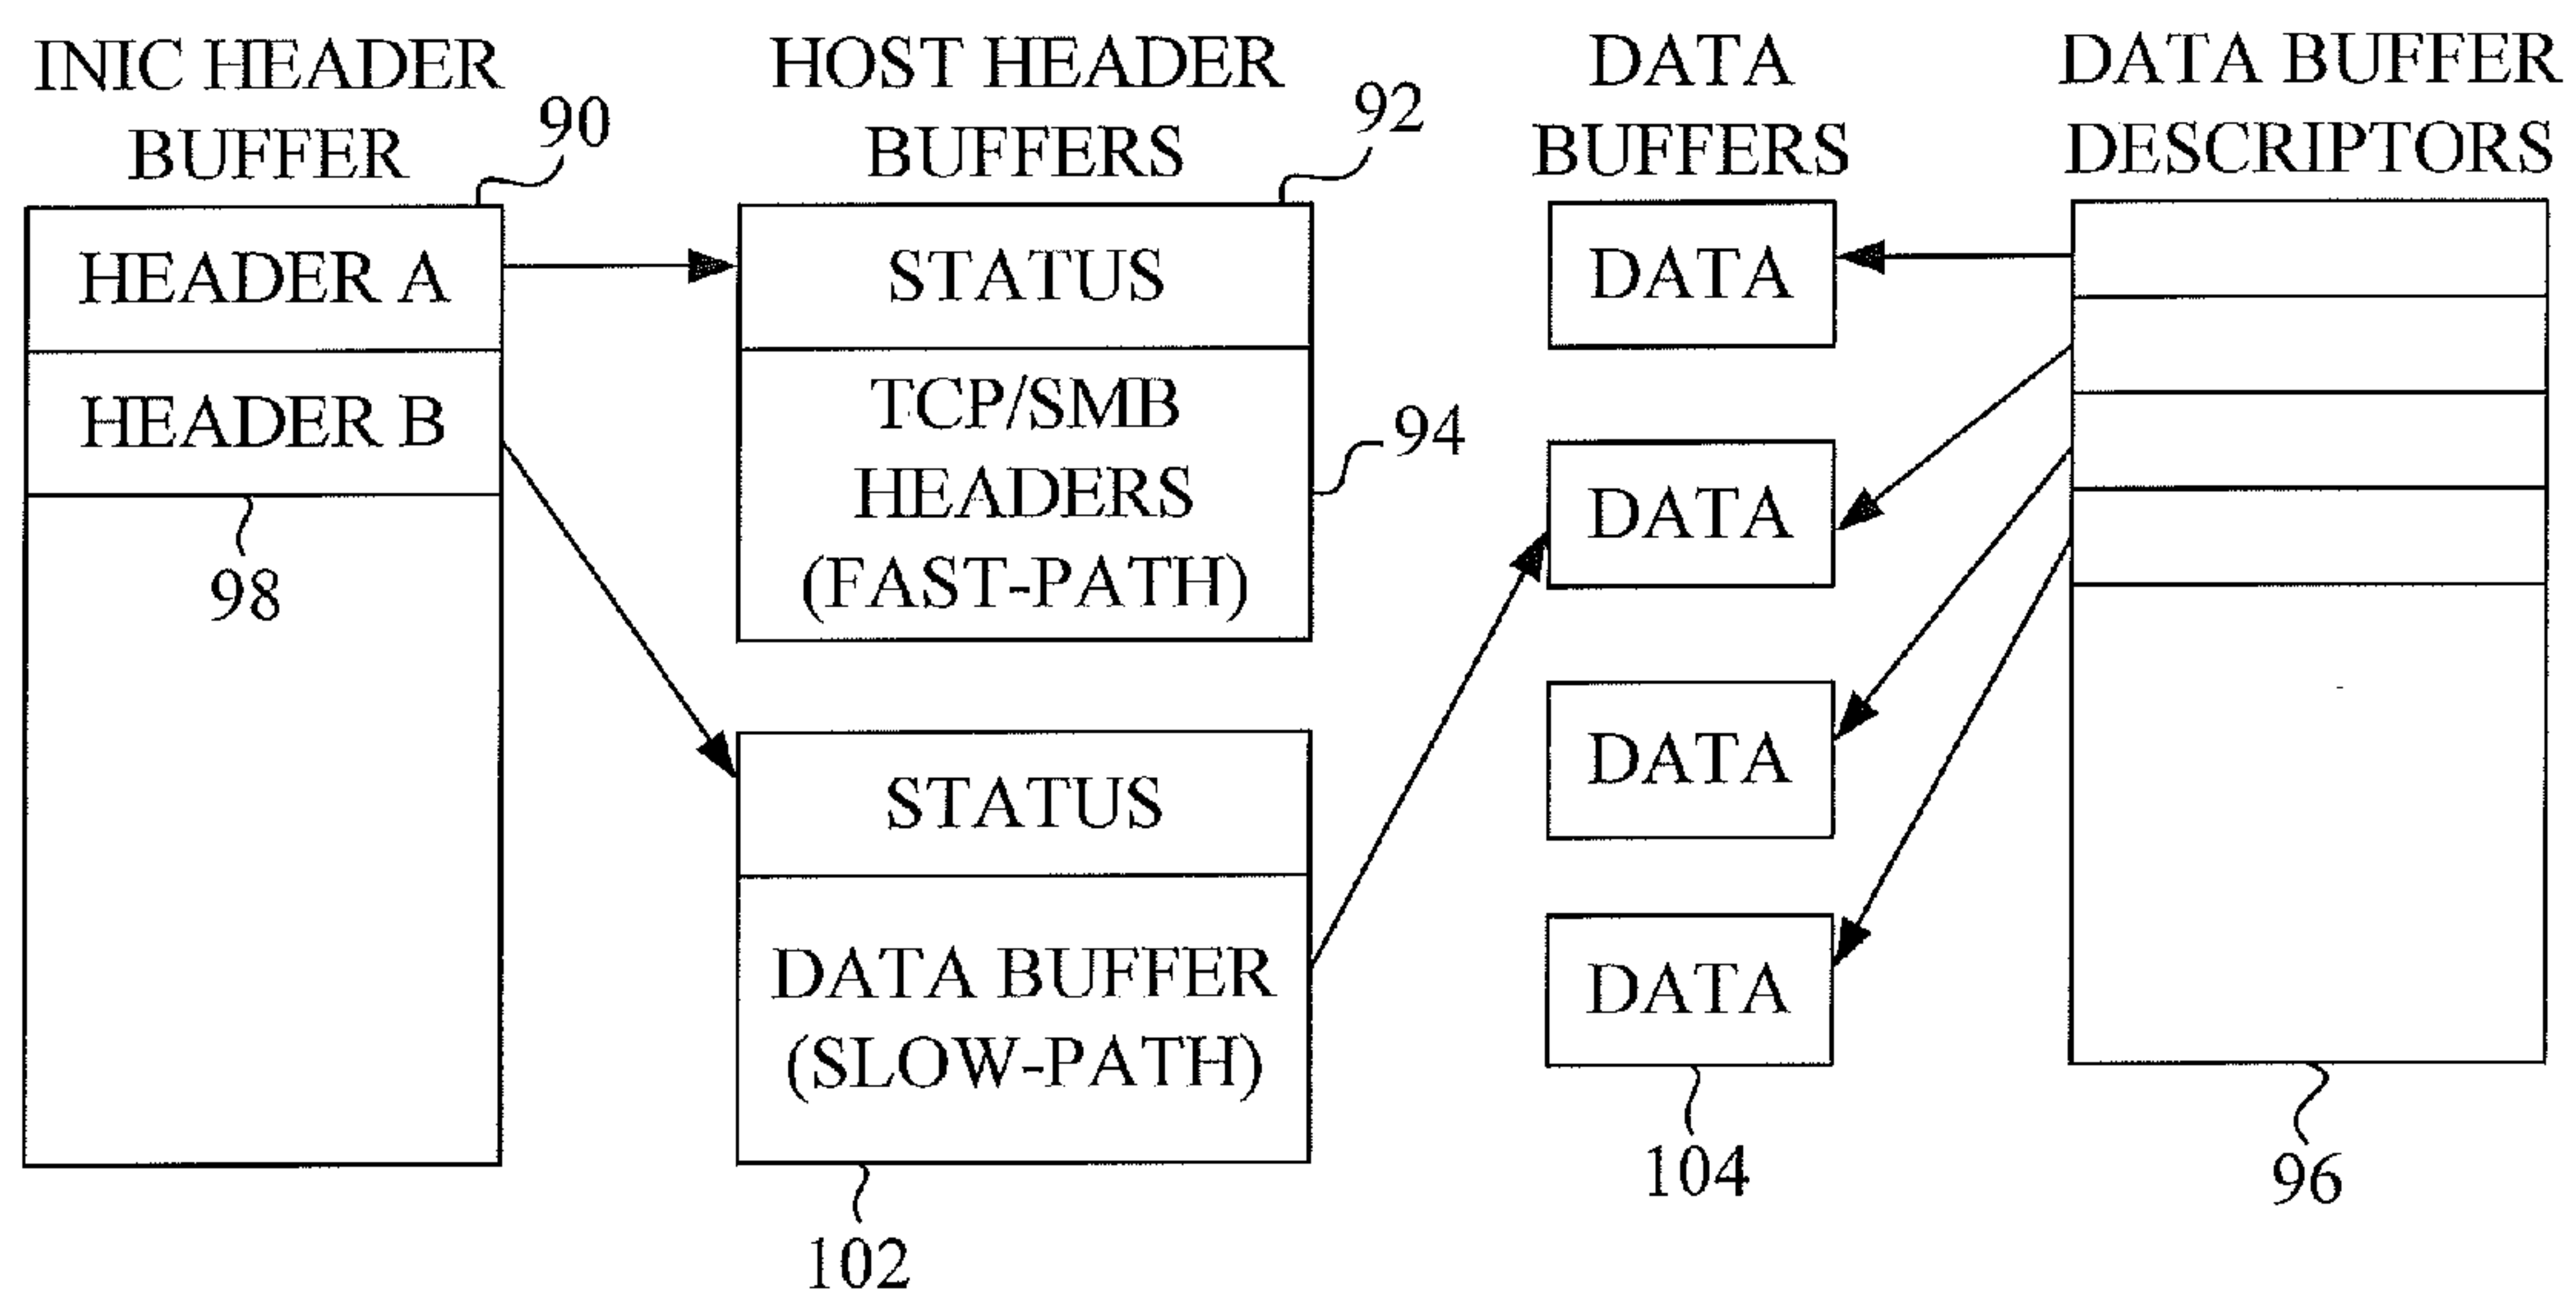 INIC HEADER
BUFFER
90
HEADER A
HEADER B
98
HOST HEADER
BUFFERS
92
STATUS
TCP/SMB
HEADERS
(FAST-PATH)
94
STATUS
DATA BUFFER
(SLOW-PATH)
102
DATA
BUFFERS
DATA
DATA
DATA
DATA
104
DATA BUFFER
DESCRIPTORS
96